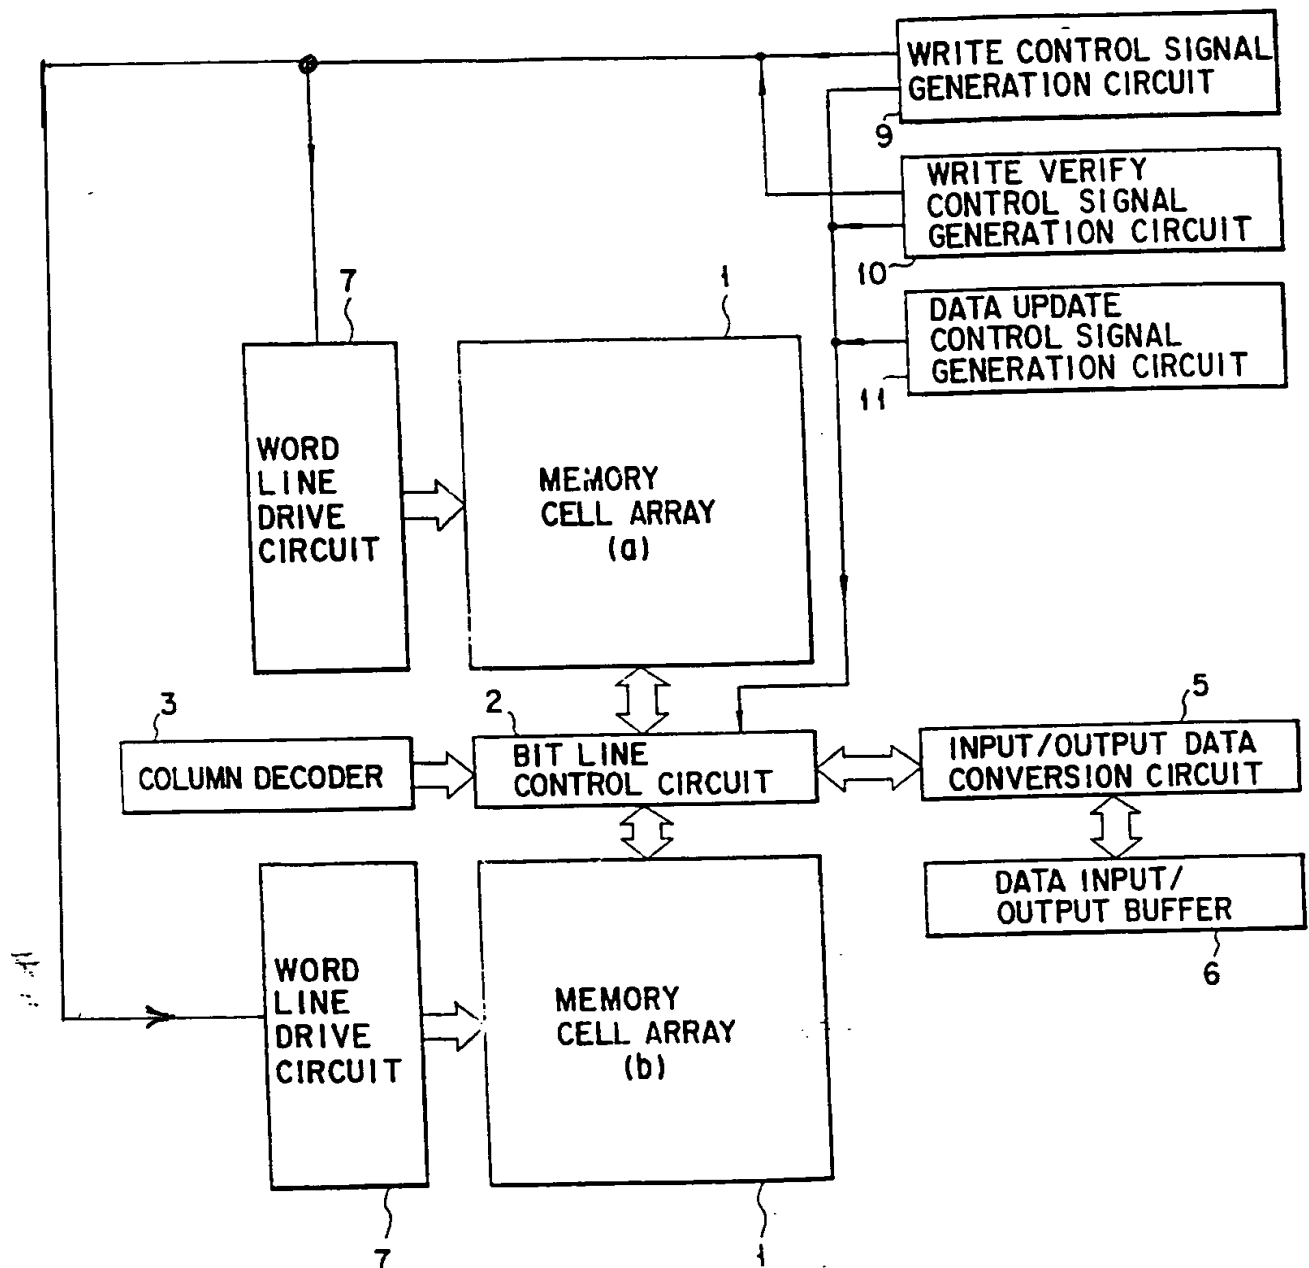 WRITE CONTROL SIGNAL
GENERATION CIRCUIT
9
WRITE VERIFY
CONTROL SIGNAL
GENERATION CIRCUIT
10
DATA UPDATE
CONTROL SIGNAL
GENERATION CIRCUIT
11
7
1
WORD
LINE
DRIVE
CIRCUIT
MEMORY
CELL ARRAY
(a)
3
2
5
COLUMN DECODER
BIT LINE
CONTROL CIRCUIT
INPUT/OUTPUT DATA
CONVERSION CIRCUIT
DATA INPUT/
OUTPUT BUFFER
6
WORD
LINE
DRIVE
CIRCUIT
MEMORY
CELL ARRAY
(b)
7
1